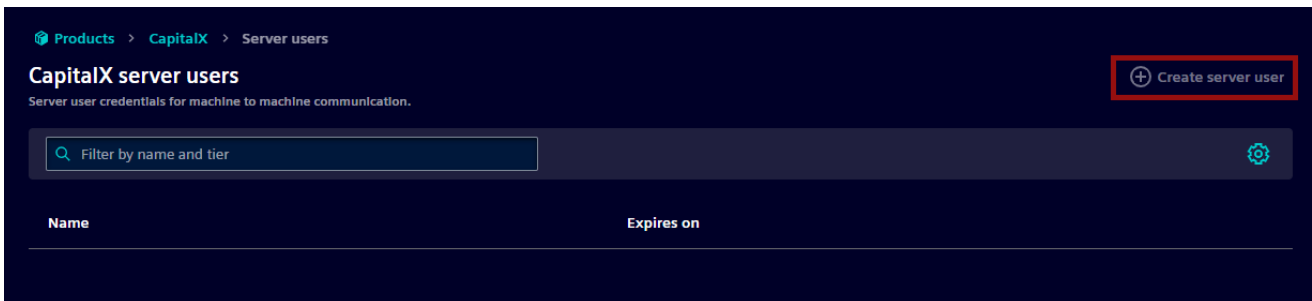 Products > CapitalX > Server users
CapitalX server users
Create server user
Server user credentials for machine to machine communication.
Filter by name and tier
Name Expires on